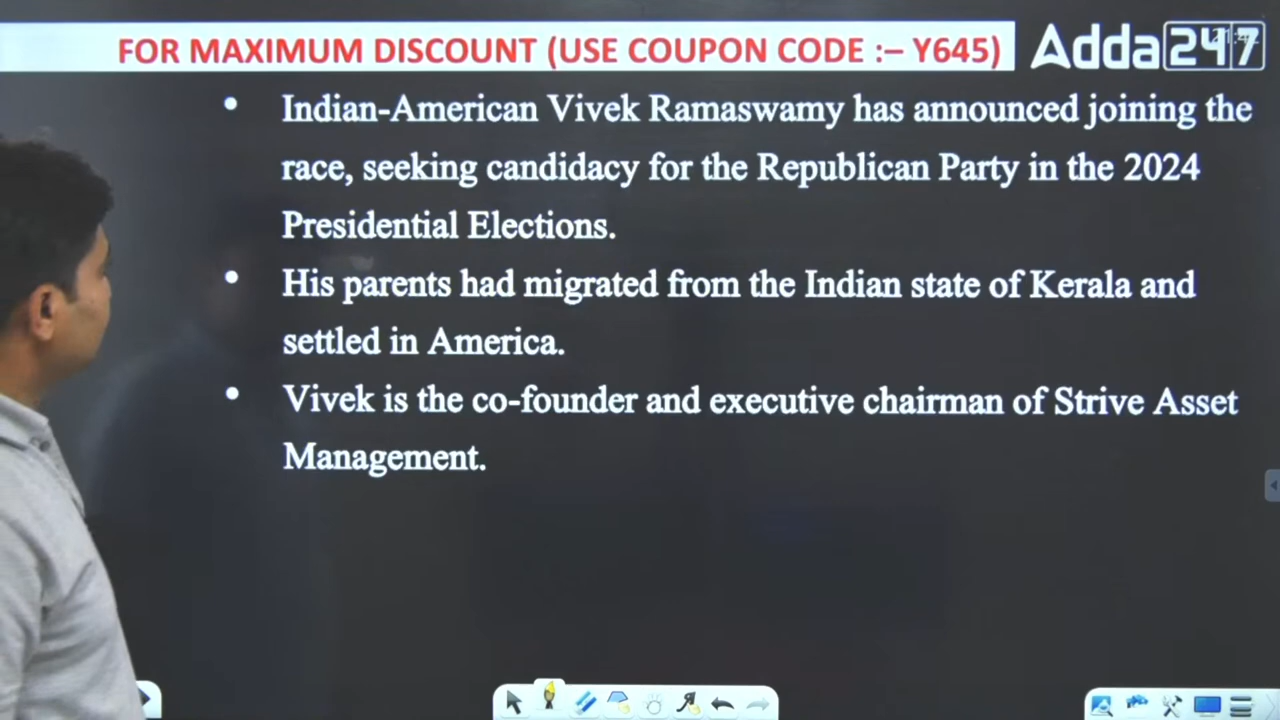 FOR MAXIMUM DISCOUNT (USE COUPON CODE :– Y645)
Adda247
• Indian-American Vivek Ramaswamy has announced joining the
race, seeking candidacy for the Republican Party in the 2024
Presidential Elections.
• His parents had migrated from the Indian state of Kerala and
settled in America.
• Vivek is the co-founder and executive chairman of Strive Asset
Management.